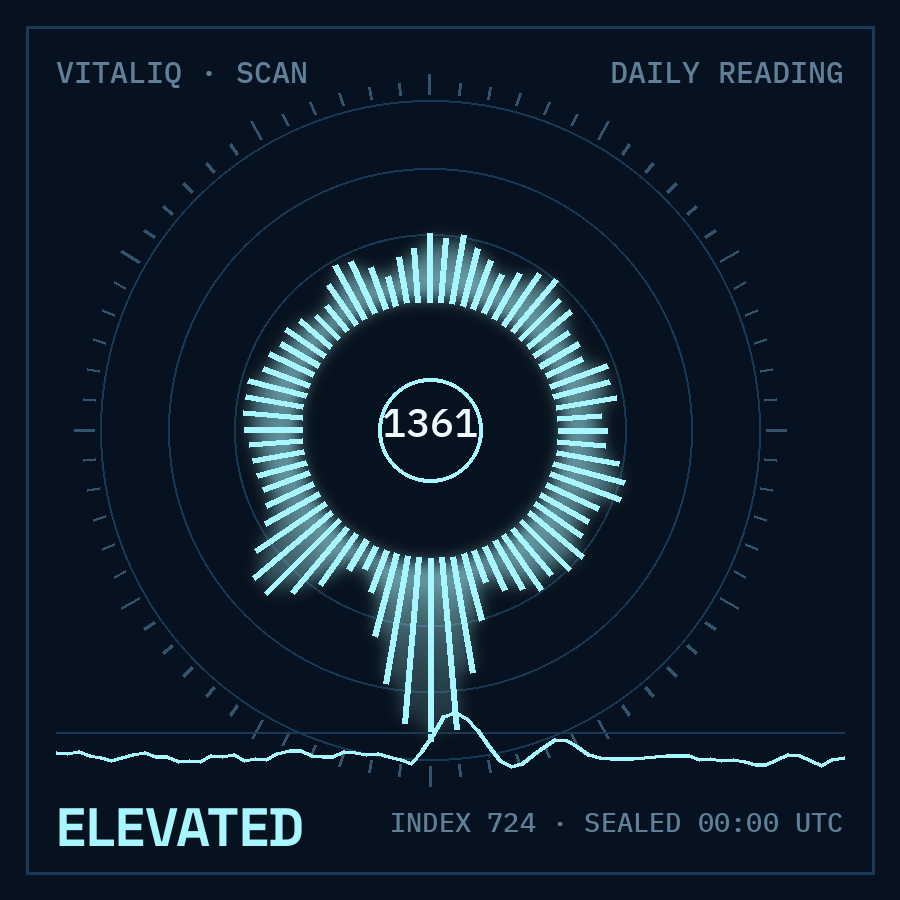 VITALIQ · SCAN
DAILY READING
1361
ELEVATED
INDEX 724 · SEALED 00:00 UTC